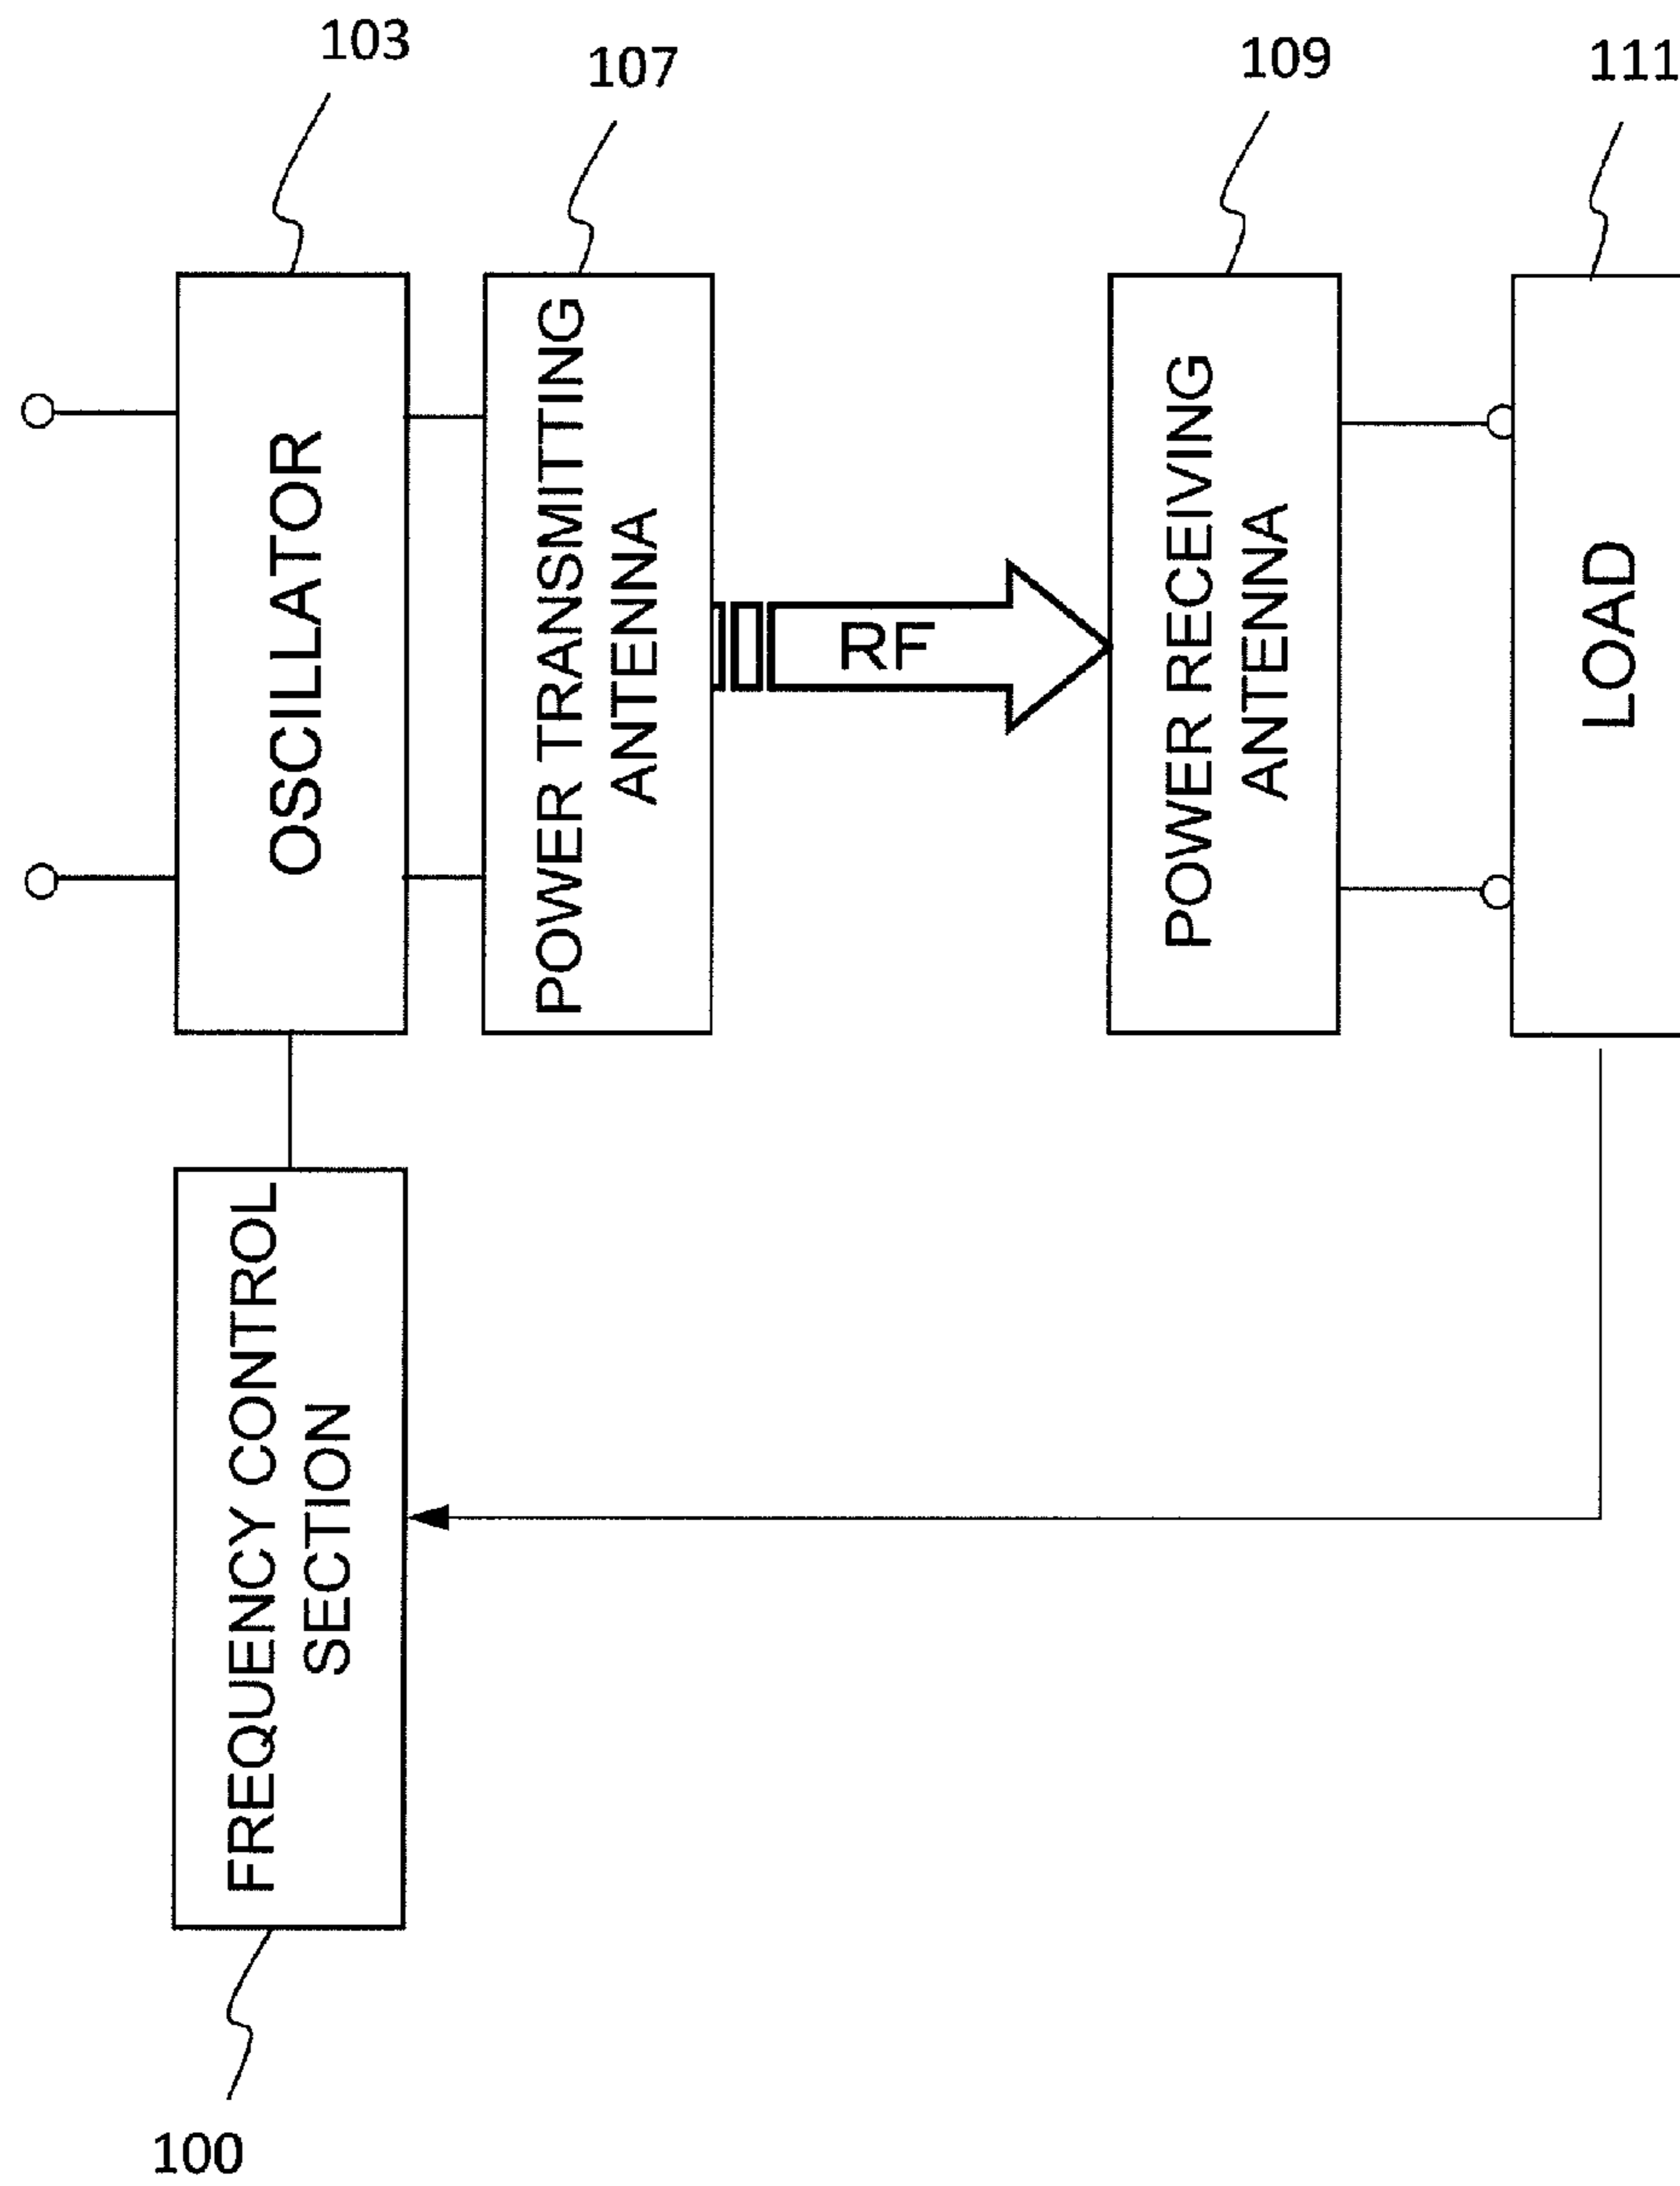 103
107
109
111
OSCILLATOR
POWER TRANSMITTING
ANTENNA
RF
POWER RECEIVING
ANTENNA
LOAD
FREQUENCY CONTROL
SECTION
100